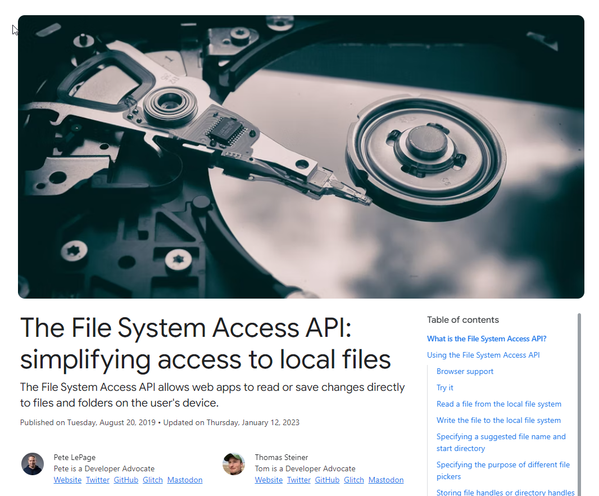 The File System Access API:
simplifying access to local files
The File System Access API allows web apps to read or save changes directly
to files and folders on the user's device.
Published on Tuesday, August 20, 2019 • Updated on Thursday, January 12, 2023
Pete LePage
Pete is a Developer Advocate
Website Twitter GitHub Glitch Mastodon
Thomas Steiner
Tom is a Developer Advocate
Website Twitter GitHub Glitch Mastodon
Table of contents
What is the File System Access API?
Using the File System Access API
Browser support
Try it
Read a file from the local file system
Write the file to the local file system
Specifying a suggested file name and
start directory
Specifying the purpose of different file
pickers
Storing file handles or directory handles